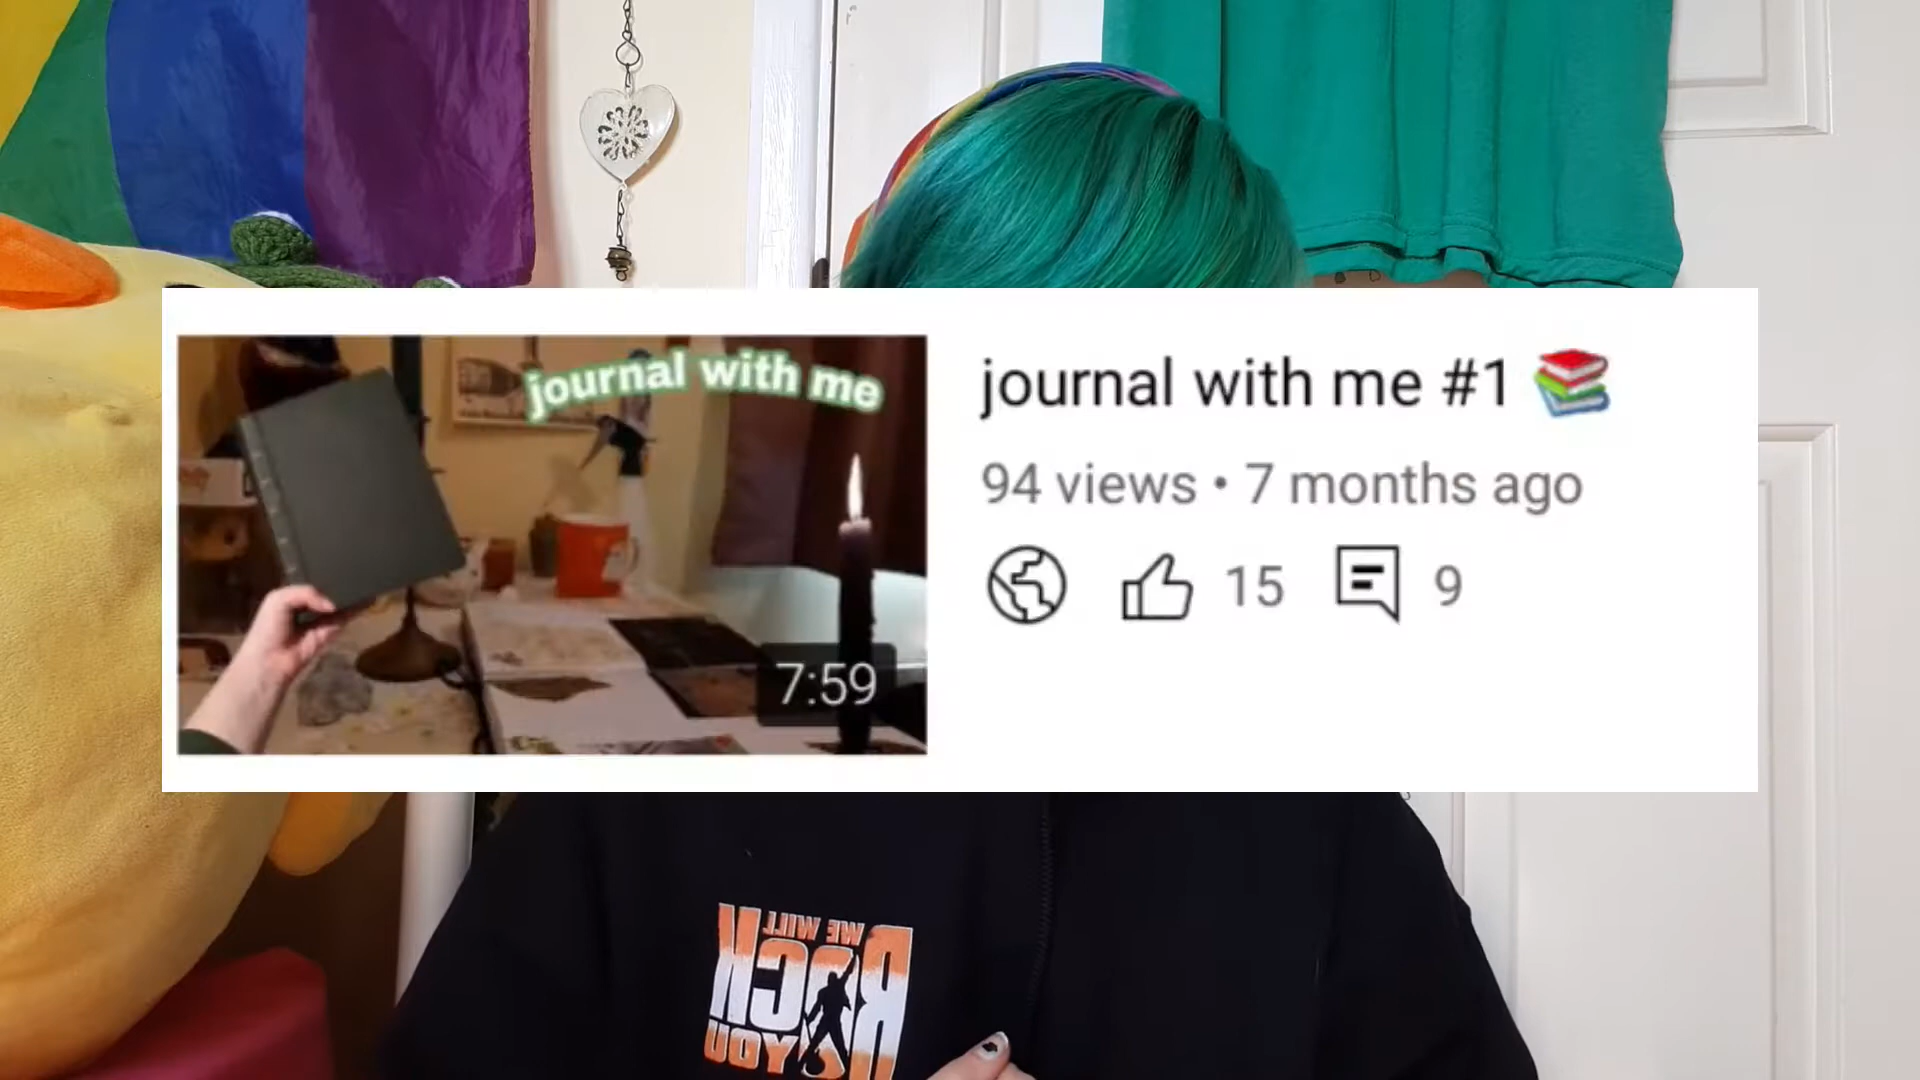 journal with me
7:59
journal with me #1
94 views • 7 months ago
15 9
WE WILL
ROCK
YOU